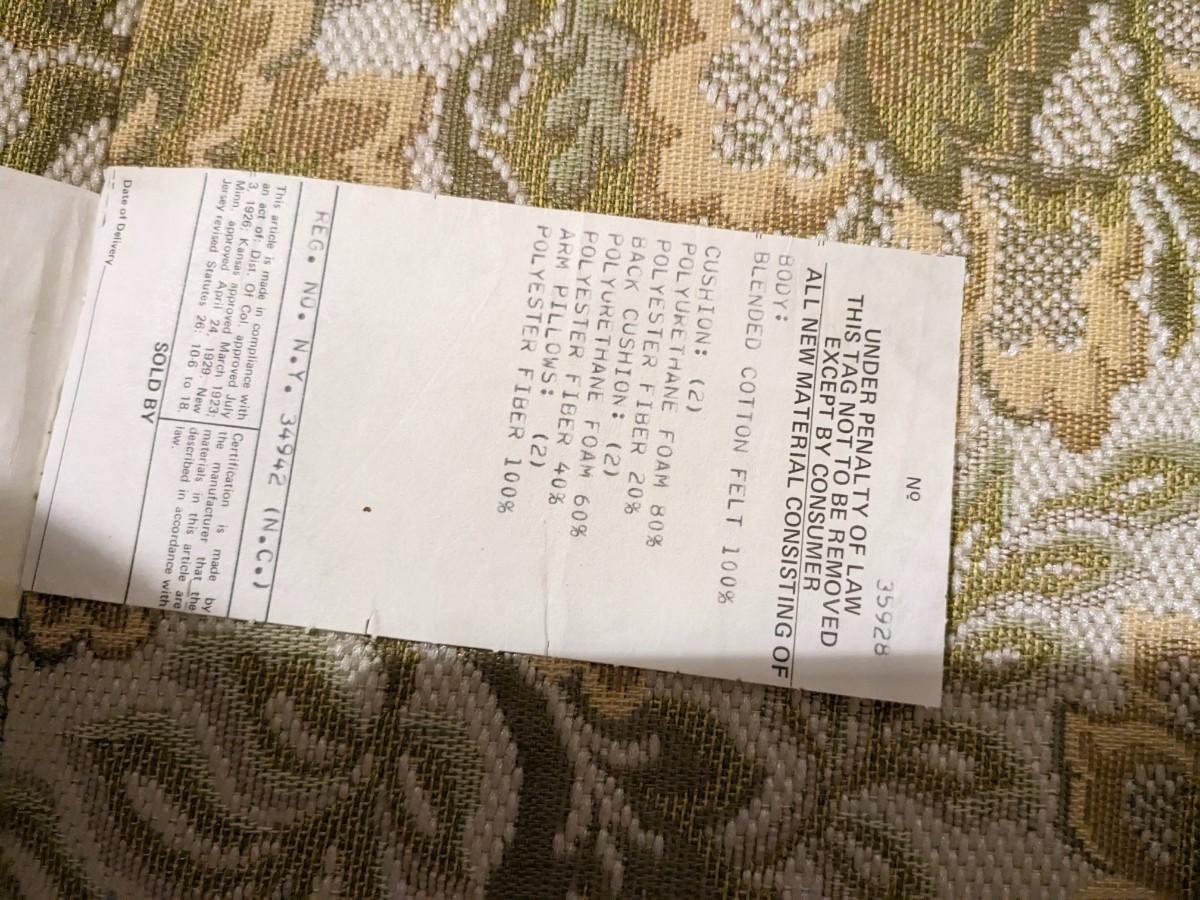 Nº 35928
UNDER PENALTY OF LAW
THIS TAG NOT TO BE REMOVED
EXCEPT BY CONSUMER
ALL NEW MATERIAL CONSISTING OF
BODY:
BLENDED COTTON FELT 100%
CUSHION: (2)
POLYURETHANE FOAM 80%
POLYESTER FIBER 20%
BACK CUSHION: (2)
POLYURETHANE FOAM 60%
POLYESTER FIBER 40%
ARM PILLOWS: (2)
POLYESTER FIBER 100%
REG. NO. N.Y. 34942 (N.C.)
This article is made in compliance with
an act of: Dist. Of Col. approved July
3, 1926; Kansas approved March 1923;
Minn. approved April 24, 1929. New
Jersey revised Statutes 26: 10-6 to 18.
Certification is made by
the manufacturer that the
materials in this article are
described in accordance with
law.
SOLD BY
Date of Delivery